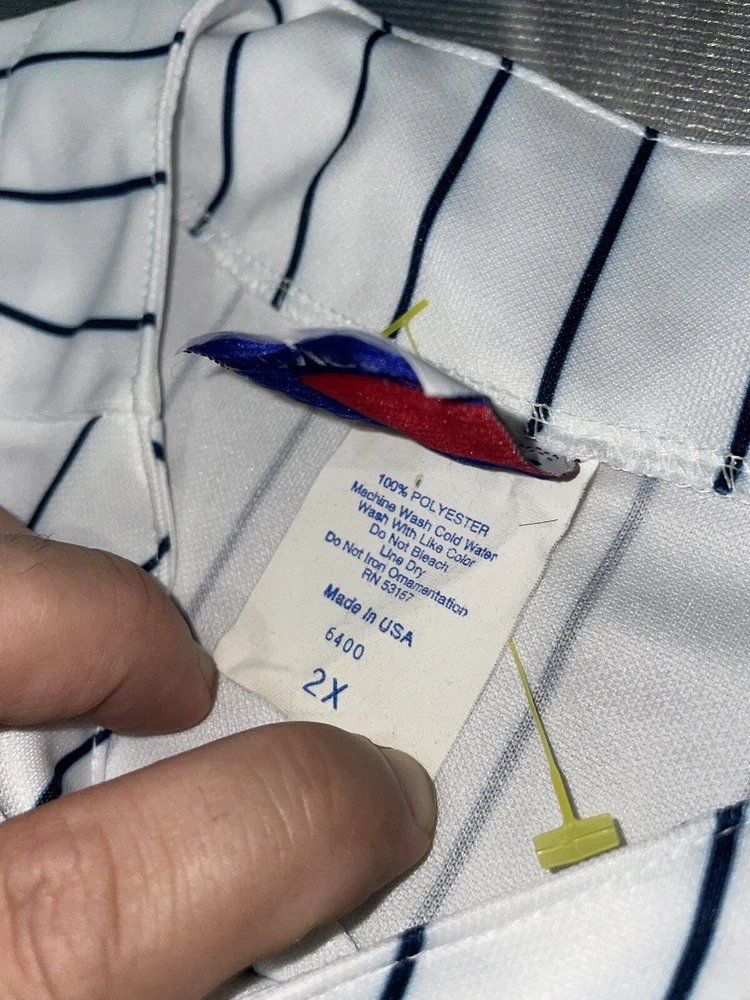 100% POLYESTER
Machine Wash Cold Water
Wash With Like Color
Do Not Bleach
Line Dry
Do Not Iron Ornamentation
RN 53157
Made in USA
6400
2X